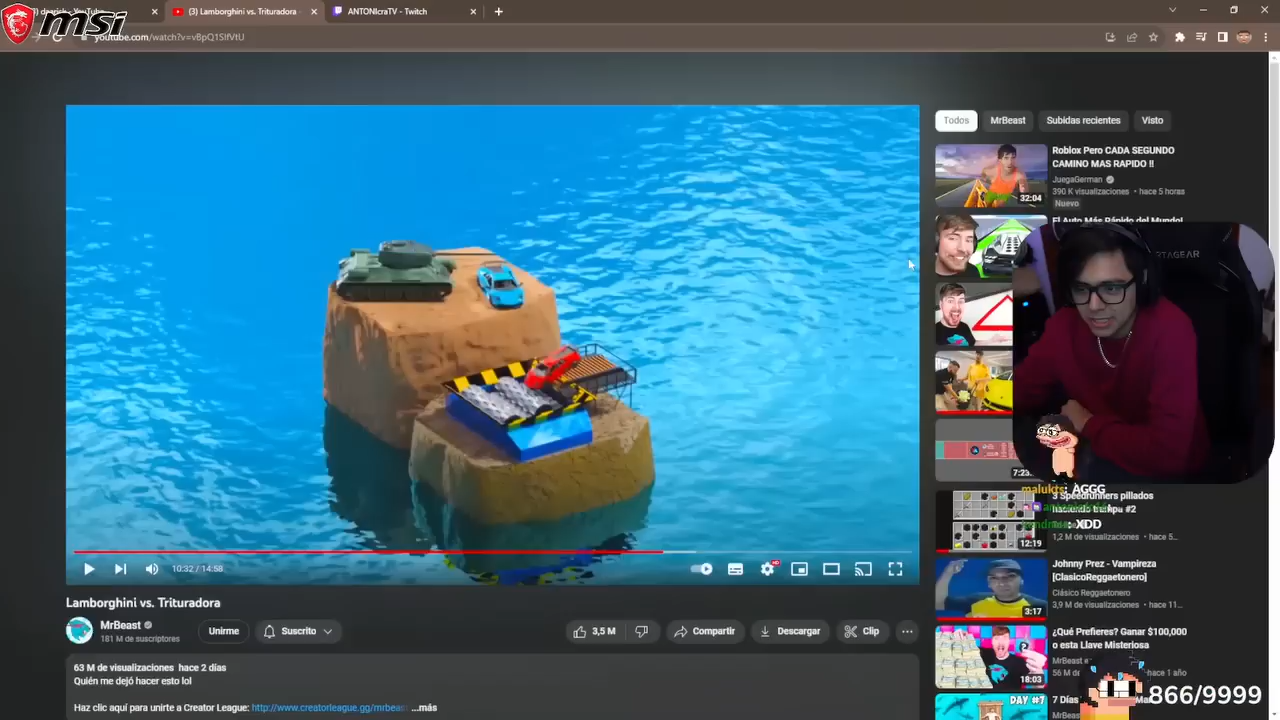 msi
(3) Lamborghini vs. Trituradora
ANTONIcraTV - Twitch
youtube.com/watch?v=vBpQ1SIfVtU
Todos
MrBeast
Subidas recientes
Visto
Roblox Pero CADA SEGUNDO
CAMINO MAS RAPIDO !!
JuegaGerman
390 K visualizaciones • hace 5 horas
Nuevo
32:04
El Auto Más Rápido del Mundo!
RTAGEAR
7:23
malukts: AGGG
: XDD
3 Speedrunners pillados
haciendo trampa #2
1,2 M de visualizaciones • hace 5...
12:19
Johnny Prez - Vampireza
[ClasicoReggaetonero]
Clásico Reggaetonero
3,9 M de visualizaciones • hace 11...
3:17
¿Qué Prefieres? Ganar $100,000
o esta Llave Misteriosa
MrBeast
56 M de
1 año
18:03
7 Días
MrBeast
DAY #7
866/9999
10:32 / 14:58
HD
Lamborghini vs. Trituradora
MrBeast
181 M de suscriptores
Unirme
Suscrito
3,5 M
Compartir
Descargar
Clip
63 M de visualizaciones hace 2 días
Quién me dejó hacer esto lol
Haz clic aquí para unirte a Creator League: http://www.creatorleague.gg/mrbeas ...más